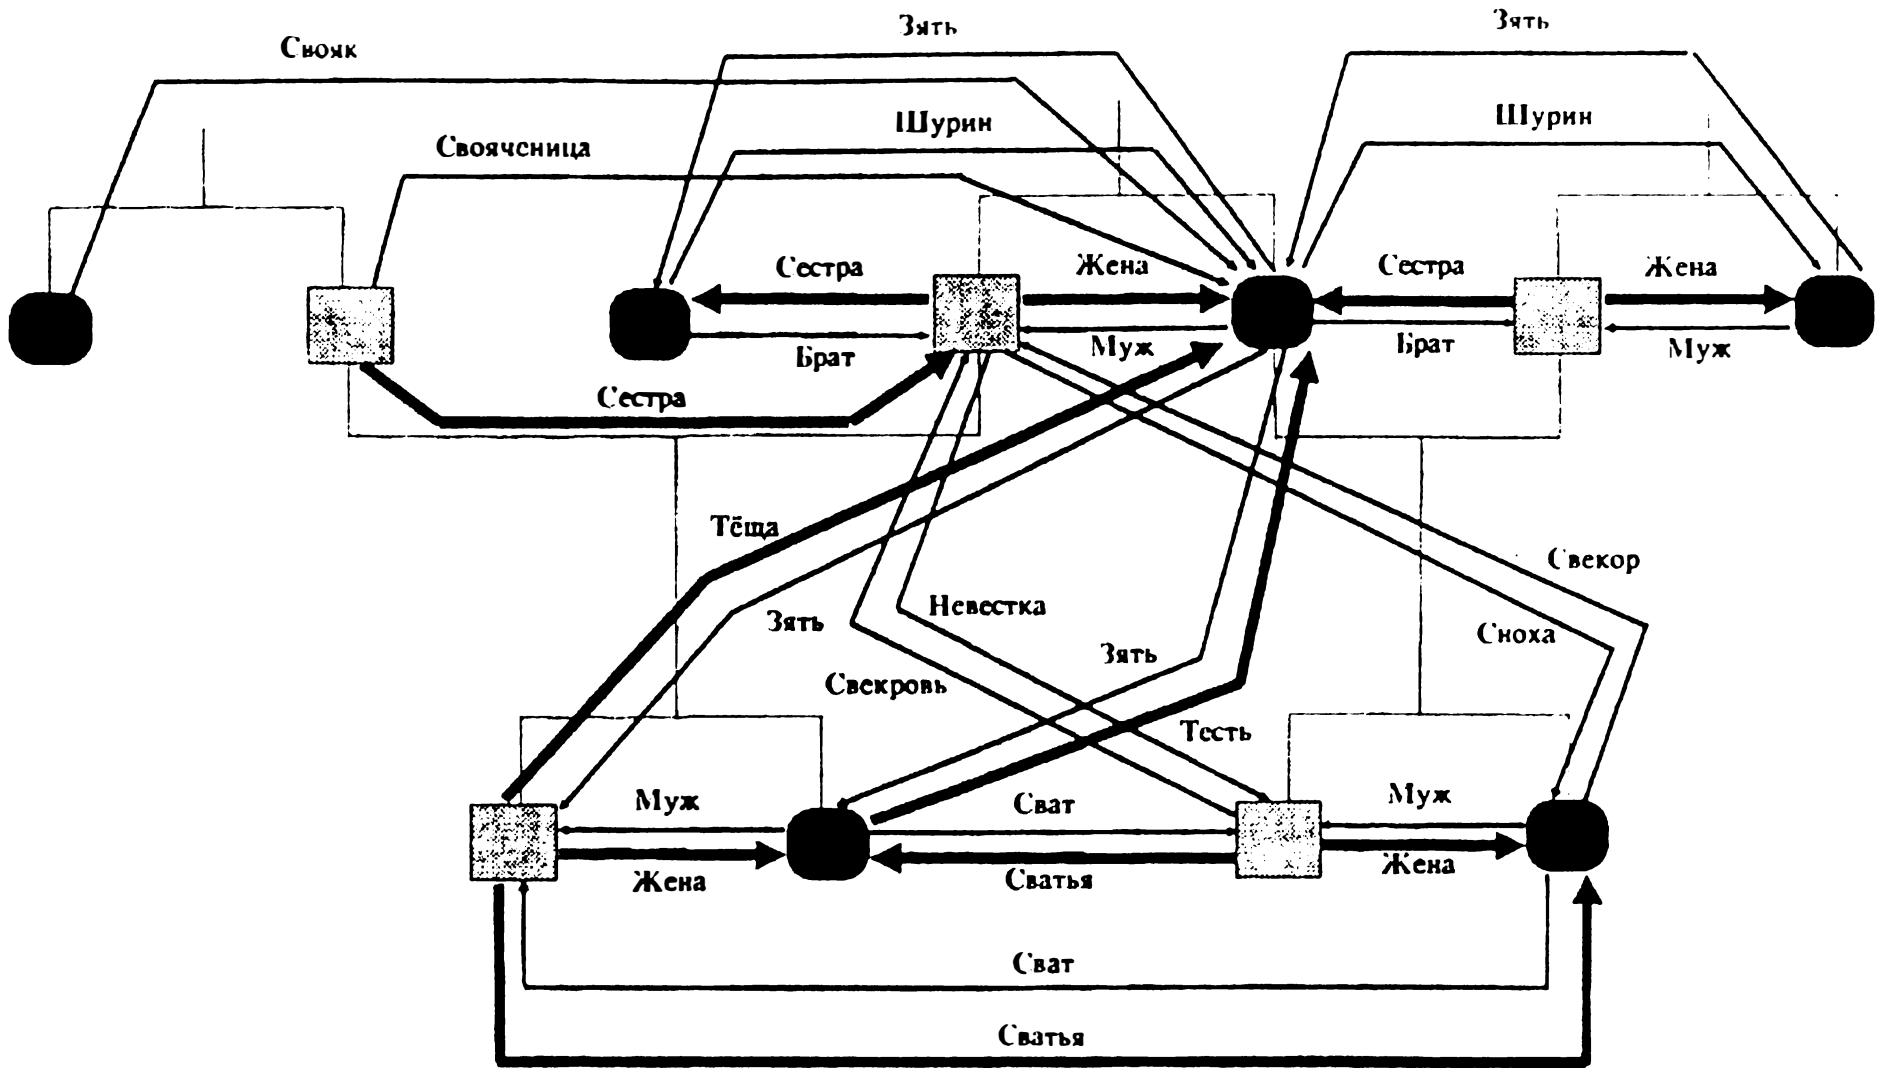 Зять
Зять
Свояк
Шурин
Шурин
Своячсница
Сестра
Жена
Сестра
Жена
Брат
Муж
Брат
Муж
Сестра
Тёща
Свекор
Невестка
Зять
Сноха
Зять
Свекровь
Тесть
Муж
Сват
Муж
Жена
Сватья
Жена
Сват
Сватья